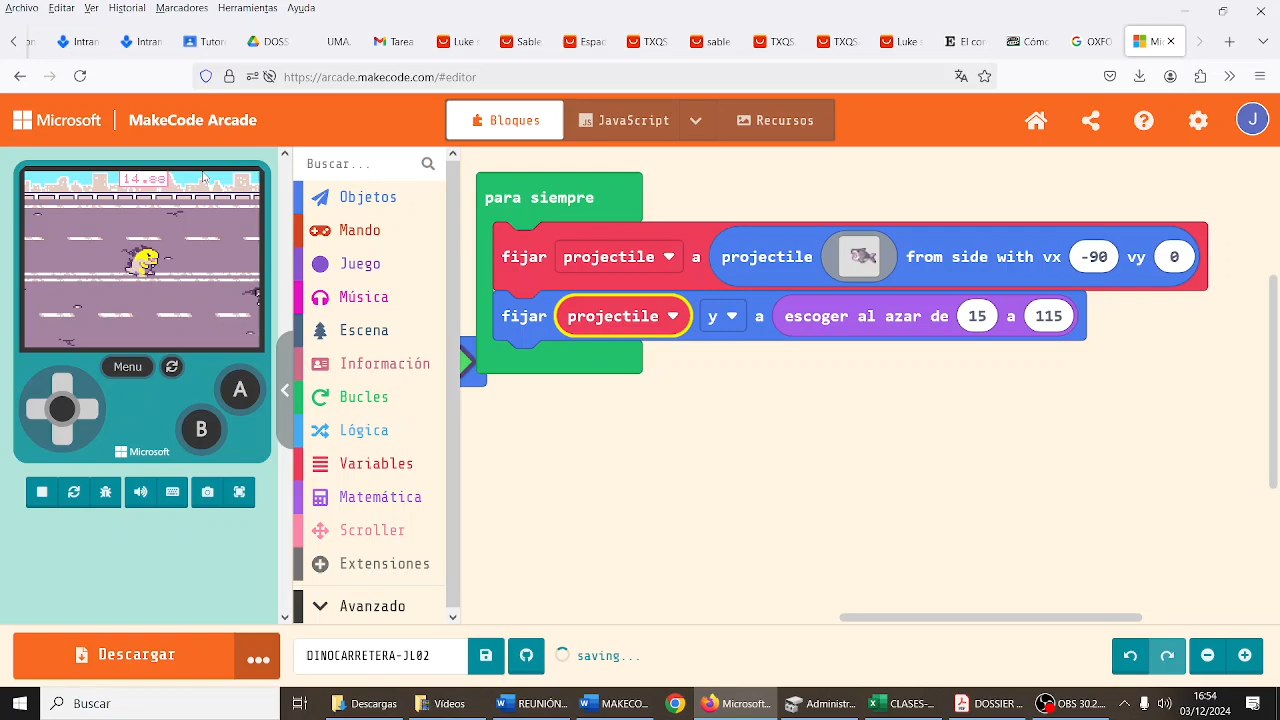 Archivo Editar Ver Historial Marcadores Herramientas Ayuda
Intran Intran Tutor DOSS UMA, Tarea Luke s Sable Espac TXQS sable TXQS TXQS Luke s El cor Cómo OXFO Mic
https://arcade.makecode.com/#editor
Microsoft MakeCode Arcade Bloques JavaScript Recursos J
14.88
Menu
A
B
Microsoft
Buscar...
Objetos
Mando
Juego
Música
Escena
Información
Bucles
Lógica
Variables
Matemática
Scroller
Extensiones
Avanzado
para siempre
fijar projectile a projectile from side with vx -90 vy 0
fijar projectile y a escoger al azar de 15 a 115
Descargar ... DINOCARRETERA-JL02 saving...
Buscar Descargas Vídeos REUNIÓN... MAKECO... Microsof... Administr... CLASES-... DOSSIER ... OBS 30.2... 16:54
03/12/2024